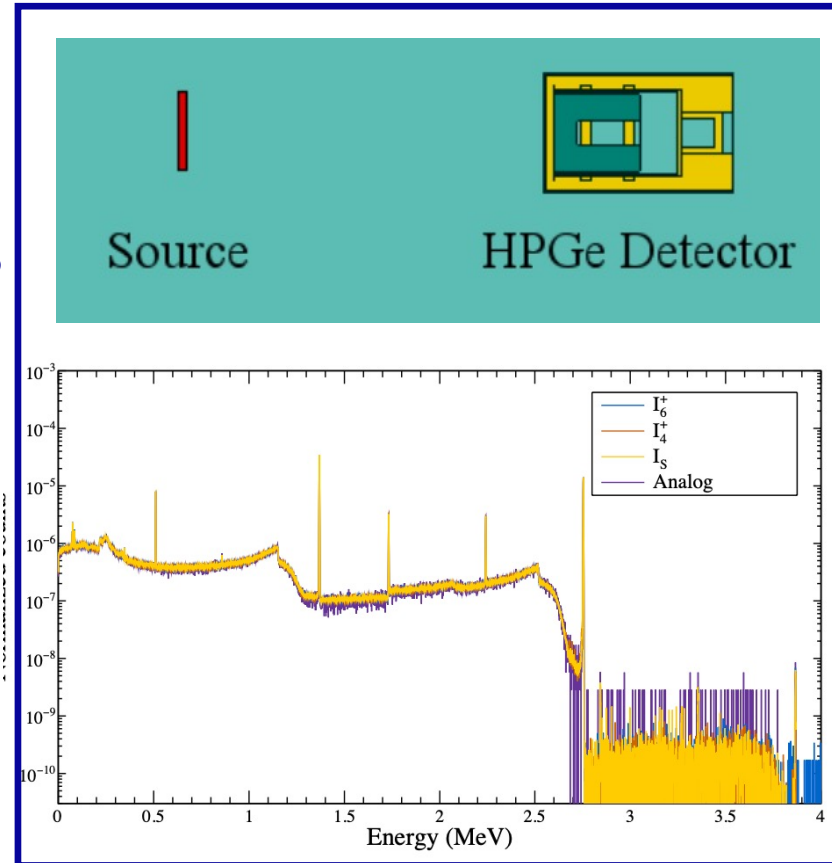 Source
HPGe Detector
10⁻³
10⁻⁴
10⁻⁵
10⁻⁶
10⁻⁷
10⁻⁸
10⁻⁹
10⁻¹⁰
I₆⁺
I₄⁺
I_S
Analog
0 0.5 1 1.5 2 2.5 3 3.5 4
Energy (MeV)